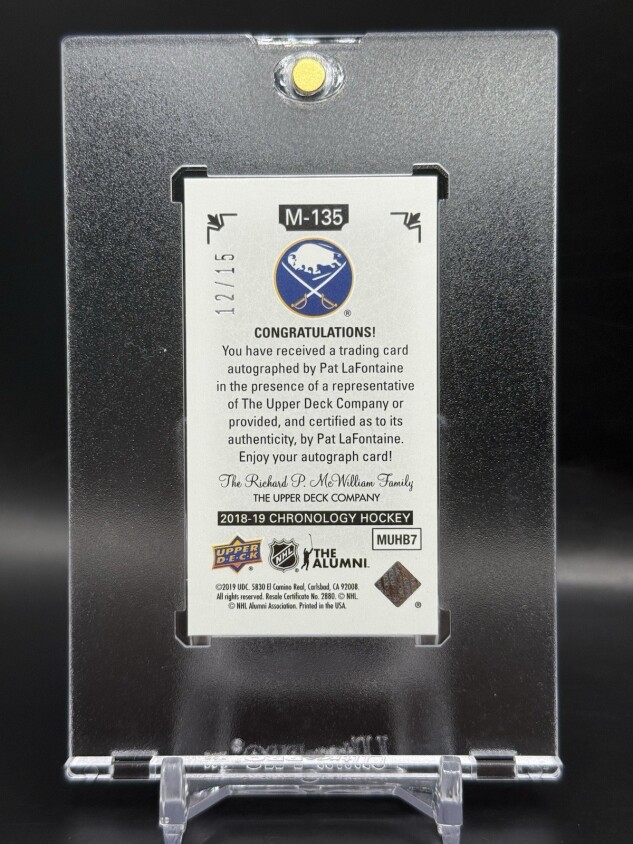 M-135
12/15
®
CONGRATULATIONS!
You have received a trading card
autographed by Pat LaFontaine
in the presence of a representative
of The Upper Deck Company or
provided, and certified as to its
authenticity, by Pat LaFontaine.
Enjoy your autograph card!
The Richard P. McWilliam Family
THE UPPER DECK COMPANY
2018-19 CHRONOLOGY HOCKEY
MUHB7
UPPER
D·E·C·K
NHL
THE
ALUMNI.
©2019 UDC. 5830 El Camino Real, Carlsbad, CA 92008.
All rights reserved. Resale Certificate No. 2880. © NHL.
© NHL Alumni Association. Printed in the USA.
®